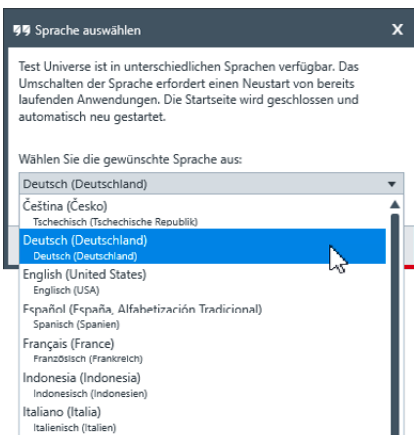 Sprache auswählen
X
Test Universe ist in unterschiedlichen Sprachen verfügbar. Das
Umschalten der Sprache erfordert einen Neustart von bereits
laufenden Anwendungen. Die Startseite wird geschlossen und
automatisch neu gestartet.
Wählen Sie die gewünschte Sprache aus:
Deutsch (Deutschland)
Čeština (Česko)
Tschechisch (Tschechische Republik)
Deutsch (Deutschland)
Deutsch (Deutschland)
English (United States)
Englisch (USA)
Español (España, Alfabetización Tradicional)
Spanisch (Spanien)
Français (France)
Französisch (Frankreich)
Indonesia (Indonesia)
Indonesisch (Indonesien)
Italiano (Italia)
Italienisch (Italien)